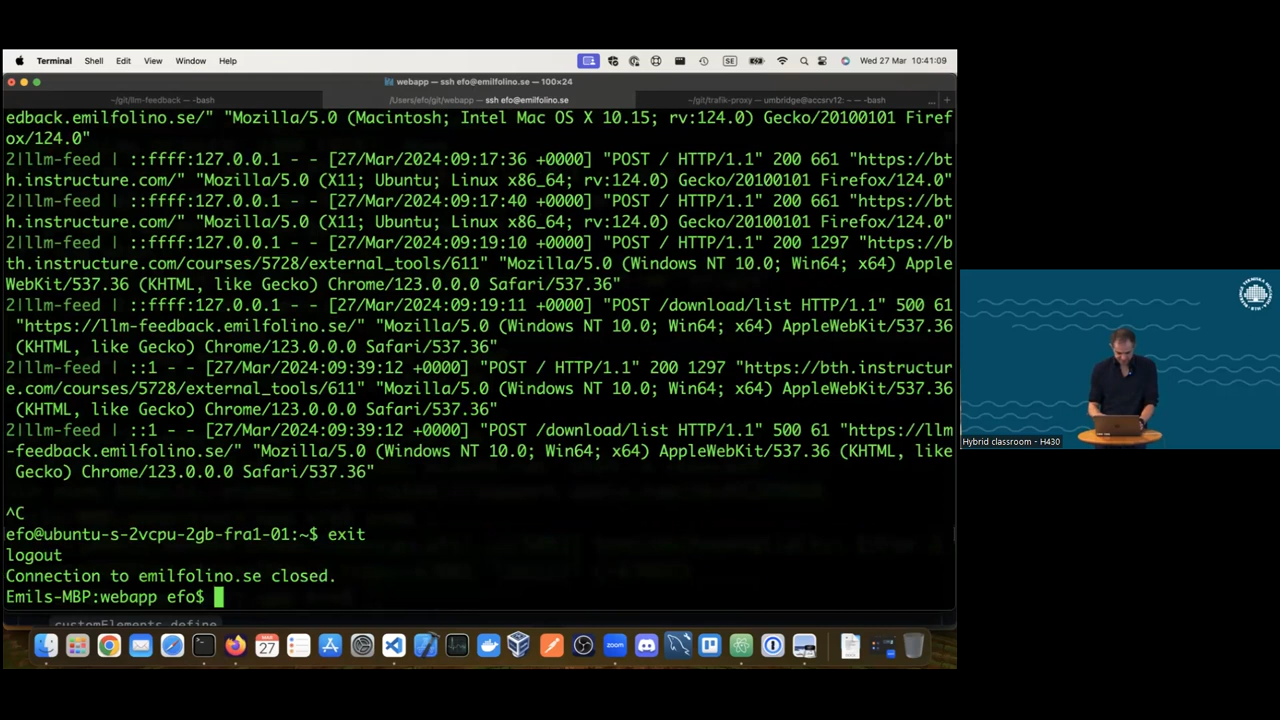 Terminal Shell Edit View Window Help SE Wed 27 Mar 10:41:09
webapp — ssh efo@emilfolino.se — 100×24
~/git/llm-feedback — -bash /Users/efo/git/webapp — ssh efo@emilfolino.se ~/git/trafik-proxy — umbridge@accsrv12: ~ — -bash ... +
edback.emilfolino.se/" "Mozilla/5.0 (Macintosh; Intel Mac OS X 10.15; rv:124.0) Gecko/20100101 Firef
ox/124.0"
2|llm-feed | ::ffff:127.0.0.1 - - [27/Mar/2024:09:17:36 +0000] "POST / HTTP/1.1" 200 661 "https://bt
h.instructure.com/" "Mozilla/5.0 (X11; Ubuntu; Linux x86_64; rv:124.0) Gecko/20100101 Firefox/124.0"
2|llm-feed | ::ffff:127.0.0.1 - - [27/Mar/2024:09:17:40 +0000] "POST / HTTP/1.1" 200 661 "https://bt
h.instructure.com/" "Mozilla/5.0 (X11; Ubuntu; Linux x86_64; rv:124.0) Gecko/20100101 Firefox/124.0"
2|llm-feed | ::ffff:127.0.0.1 - - [27/Mar/2024:09:19:10 +0000] "POST / HTTP/1.1" 200 1297 "https://b
th.instructure.com/courses/5728/external_tools/611" "Mozilla/5.0 (Windows NT 10.0; Win64; x64) Apple
WebKit/537.36 (KHTML, like Gecko) Chrome/123.0.0.0 Safari/537.36"
2|llm-feed | ::ffff:127.0.0.1 - - [27/Mar/2024:09:19:11 +0000] "POST /download/list HTTP/1.1" 500 61
"https://llm-feedback.emilfolino.se/" "Mozilla/5.0 (Windows NT 10.0; Win64; x64) AppleWebKit/537.36
(KHTML, like Gecko) Chrome/123.0.0.0 Safari/537.36"
2|llm-feed | ::1 - - [27/Mar/2024:09:39:12 +0000] "POST / HTTP/1.1" 200 1297 "https://bth.instructur
e.com/courses/5728/external_tools/611" "Mozilla/5.0 (Windows NT 10.0; Win64; x64) AppleWebKit/537.36
(KHTML, like Gecko) Chrome/123.0.0.0 Safari/537.36"
2|llm-feed | ::1 - - [27/Mar/2024:09:39:12 +0000] "POST /download/list HTTP/1.1" 500 61 "https://llm
-feedback.emilfolino.se/" "Mozilla/5.0 (Windows NT 10.0; Win64; x64) AppleWebKit/537.36 (KHTML, like
Gecko) Chrome/123.0.0.0 Safari/537.36"
^C
efo@ubuntu-s-2vcpu-2gb-fra1-01:~$ exit
logout
Connection to emilfolino.se closed.
Emils-MBP:webapp efo$
customElements.define
MAR
27
zoom
Hybrid classroom - H430